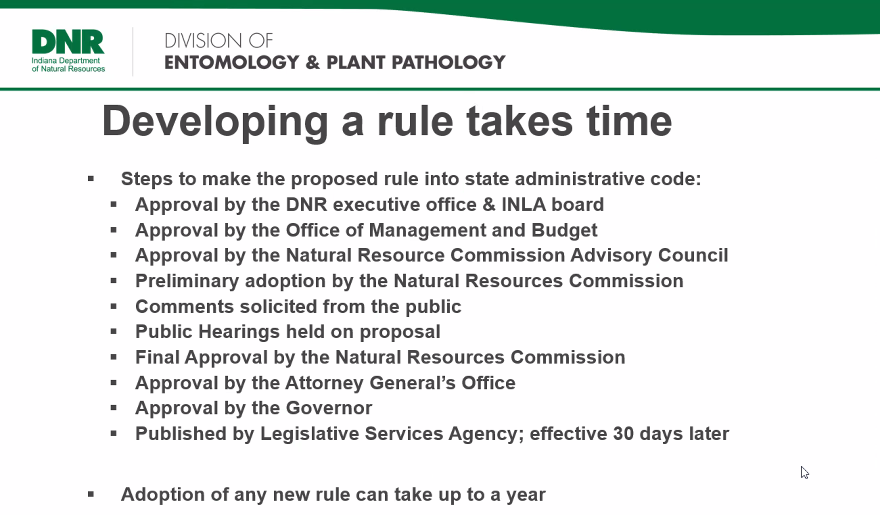 DNR
Indiana Department
of Natural Resources
DIVISION OF
ENTOMOLOGY & PLANT PATHOLOGY
Developing a rule takes time
▪ Steps to make the proposed rule into state administrative code:
▪ Approval by the DNR executive office & INLA board
▪ Approval by the Office of Management and Budget
▪ Approval by the Natural Resource Commission Advisory Council
▪ Preliminary adoption by the Natural Resources Commission
▪ Comments solicited from the public
▪ Public Hearings held on proposal
▪ Final Approval by the Natural Resources Commission
▪ Approval by the Attorney General’s Office
▪ Approval by the Governor
▪ Published by Legislative Services Agency; effective 30 days later
▪ Adoption of any new rule can take up to a year